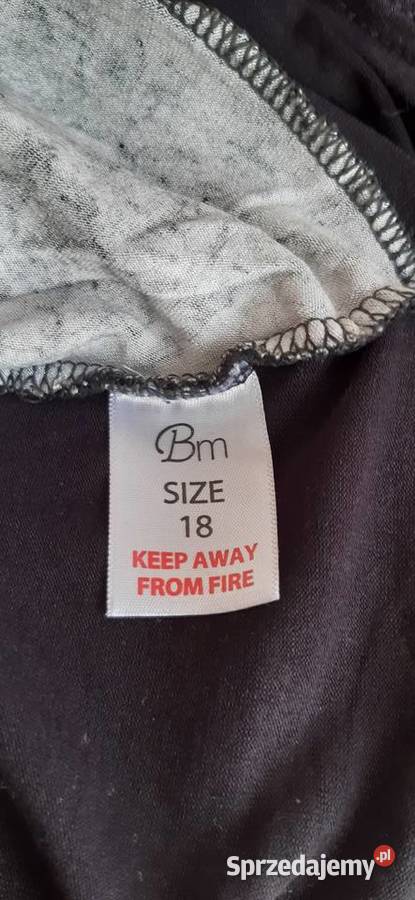 Bm
SIZE
18
KEEP AWAY
FROM FIRE
Sprzedajemy.pl